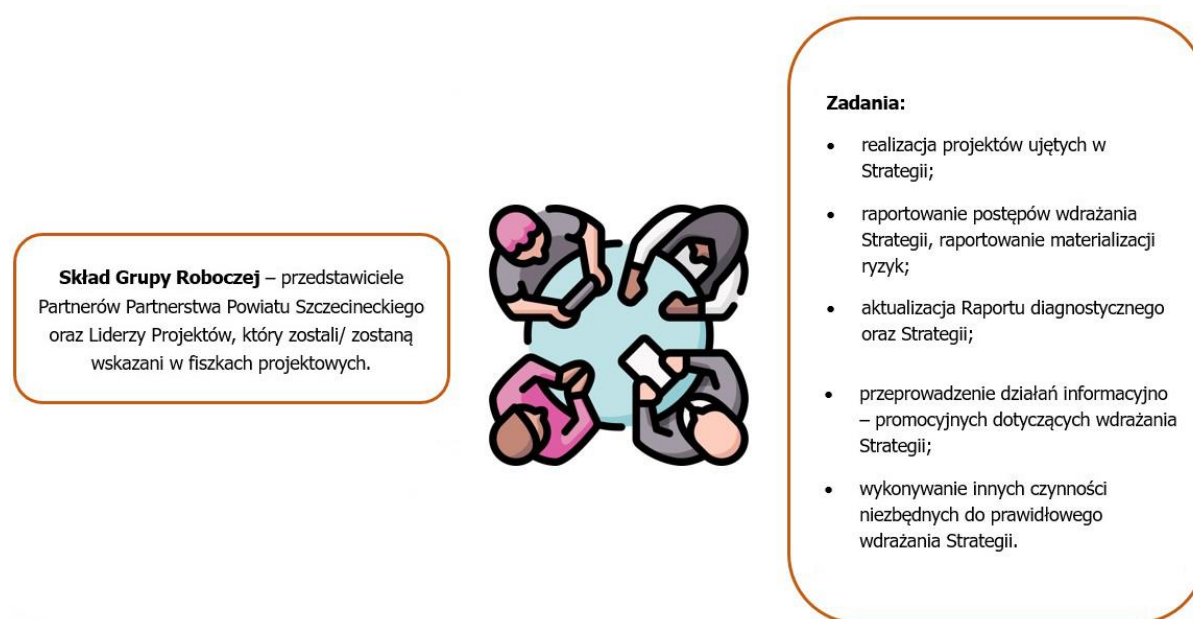 Skład Grupy Roboczej – przedstawiciele
Partnerów Partnerstwa Powiatu Szczecineckiego
oraz Liderzy Projektów, który zostali/ zostaną
wskazani w fiszkach projektowych.
Zadania:
• realizacja projektów ujętych w
Strategii;
• raportowanie postępów wdrażania
Strategii, raportowanie materializacji
ryzyk;
• aktualizacja Raportu diagnostycznego
oraz Strategii;
• przeprowadzenie działań informacyjno
– promocyjnych dotyczących wdrażania
Strategii;
• wykonywanie innych czynności
niezbędnych do prawidłowego
wdrażania Strategii.